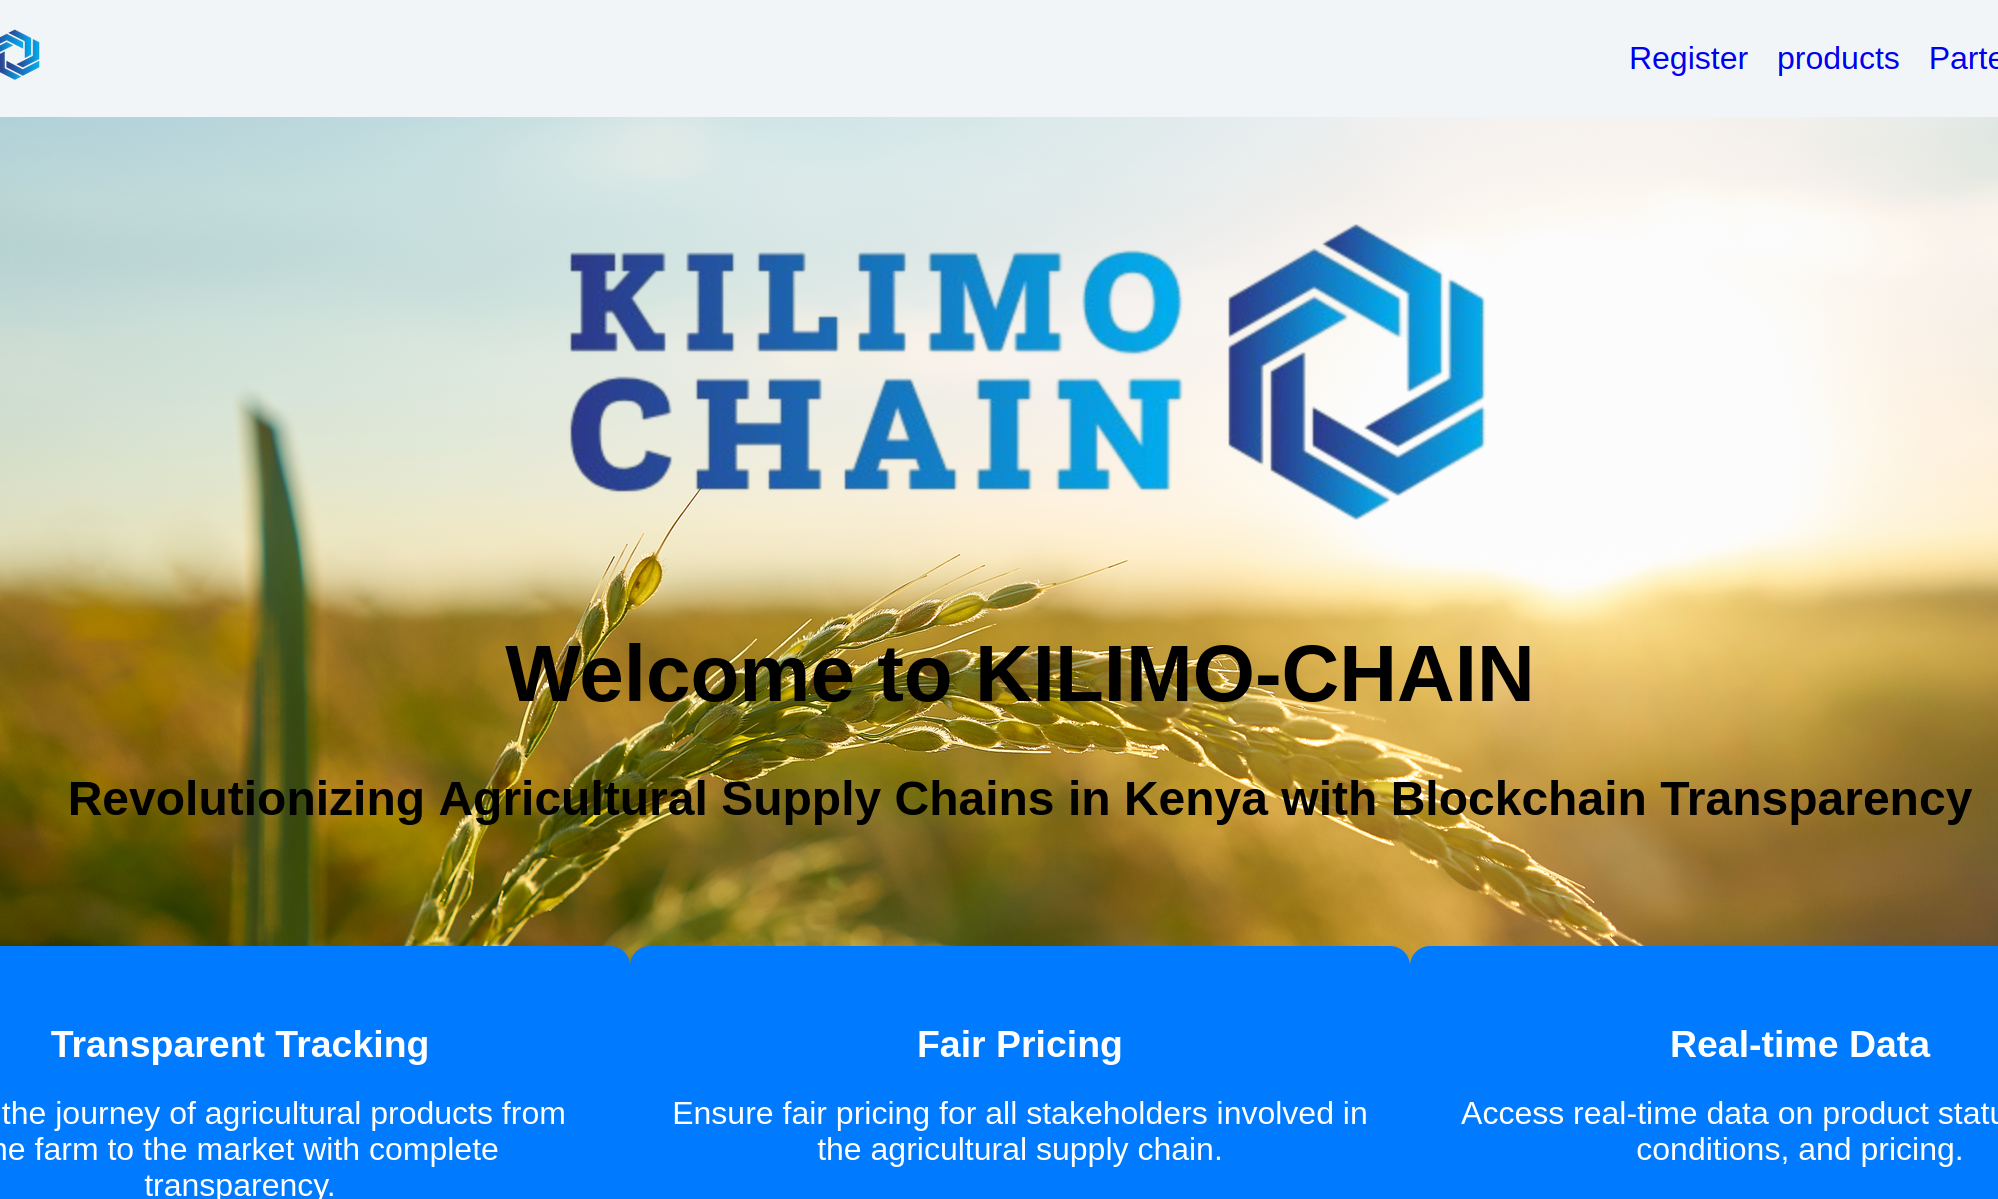 Register products
KILIMO
CHAIN
Welcome to KILIMO-CHAIN
Revolutionizing Agricultural Supply Chains in Kenya with Blockchain Transparency
Transparent Tracking
the journey of agricultural products from
farm to the market with complete
transparency.
Fair Pricing
Ensure fair pricing for all stakeholders involved in
the agricultural supply chain.
Real-time Data
Access real-time data on product
conditions, and pricing.